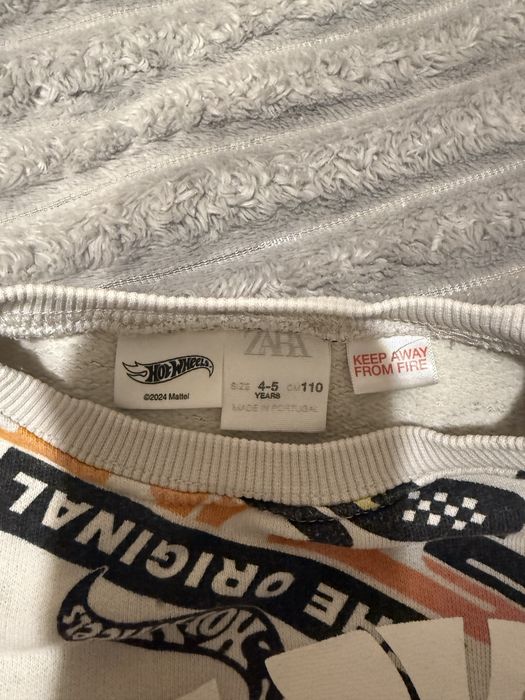 HOT WHEELS
©2024 Mattel
ZARA
SIZE 4-5 CM 110
YEARS
MADE IN PORTUGAL
KEEP AWAY
FROM FIRE
THE ORIGINAL
Hot Wheels